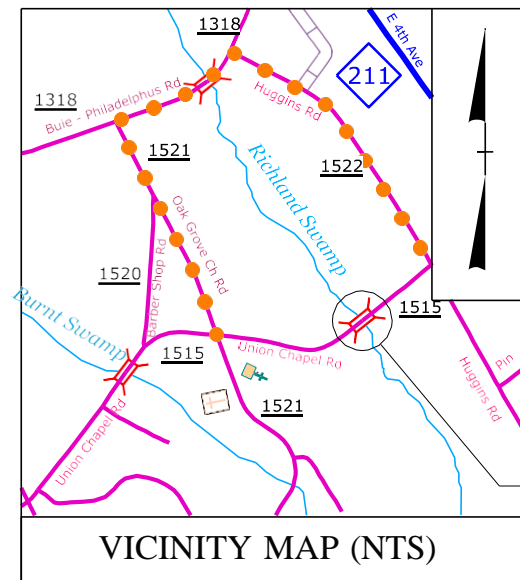 1318
E 4th Ave
211
1318
Buie - Philadelphus Rd
Huggins Rd
1521
1522
Richland Swamp
Oak Grove Ch Rd
Barber Shop Rd
1520
Burnt Swamp
1515
1515
Union Chapel Rd
Huggins Rd
Pin
1521
Union Chapel Rd
VICINITY MAP (NTS)